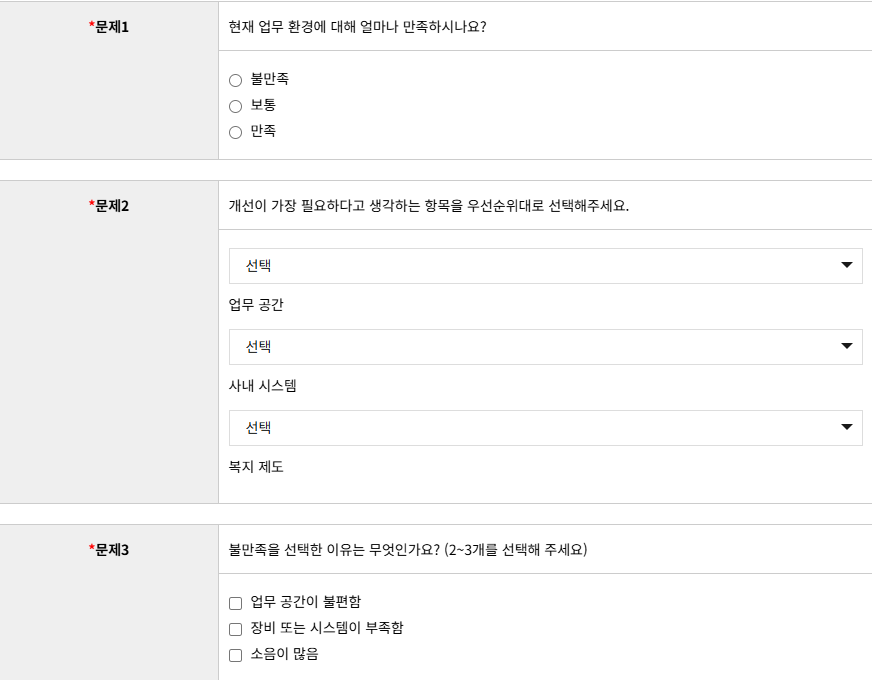 *문제1
현재 업무 환경에 대해 얼마나 만족하시나요?
불만족
보통
만족
*문제2
개선이 가장 필요하다고 생각하는 항목을 우선순위대로 선택해주세요.
선택
업무 공간
선택
사내 시스템
선택
복지 제도
*문제3
불만족을 선택한 이유는 무엇인가요? (2~3개를 선택해 주세요)
업무 공간이 불편함
장비 또는 시스템이 부족함
소음이 많음